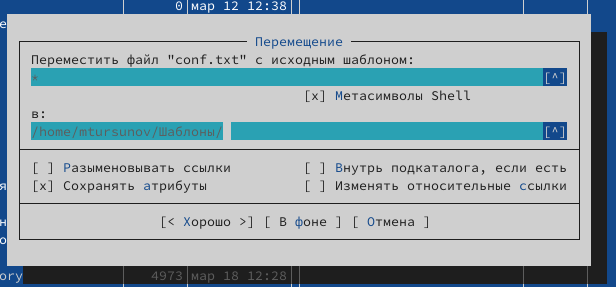 0 мар 12 12:38
Перемещение
Переместить файл "conf.txt" с исходным шаблоном:
* [^]
[x] Метасимволы Shell
в:
/home/mtursunov/Шаблоны/ [^]
[ ] Разыменовывать ссылки [ ] Внутрь подкаталога, если есть
[x] Сохранять атрибуты [ ] Изменять относительные ссылки
[< Хорошо >] [ В фоне ] [ Отмена ]
ory 4973 мар 18 12:28